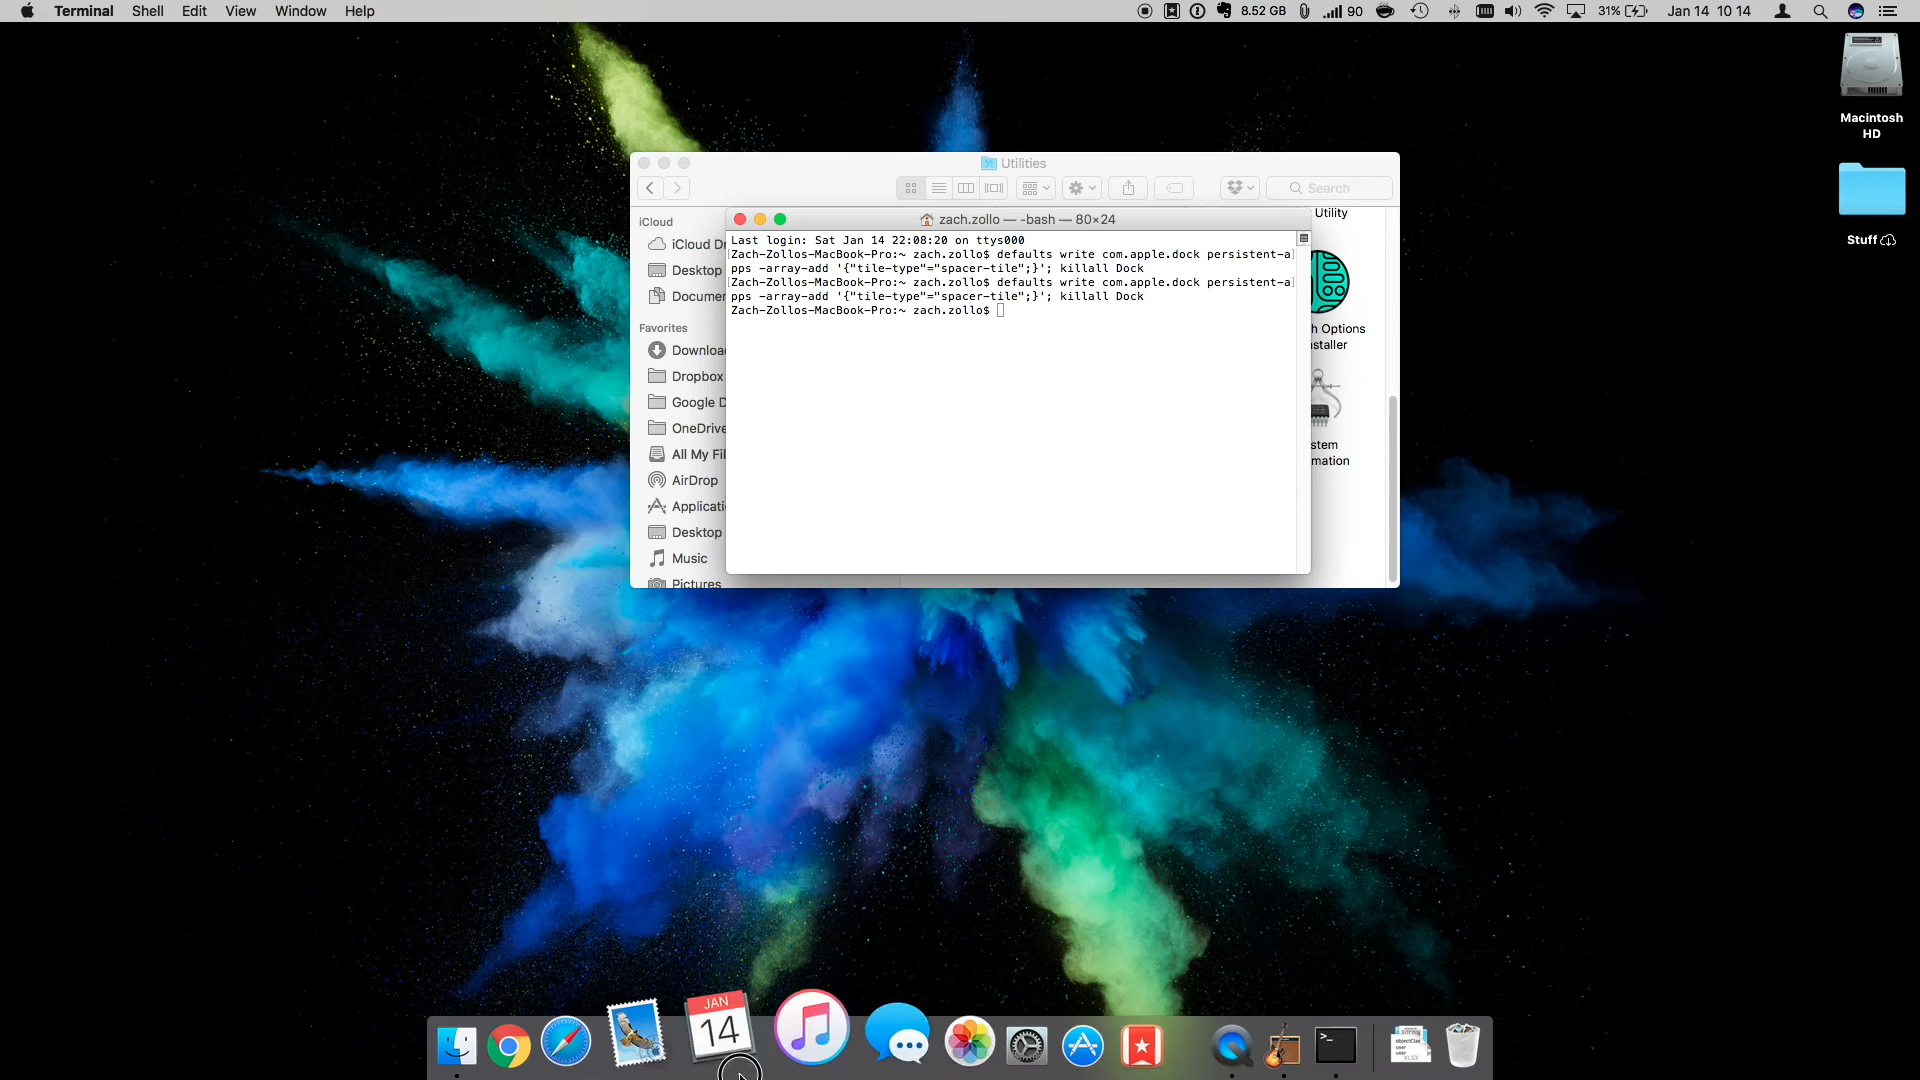 Terminal Shell Edit View Window Help 8.52 GB 90 31% Jan 14 10 14
Macintosh
HD
Stuff
Utilities
Search
iCloud
iCloud Dr
Desktop
Documen
Favorites
Downloa
Dropbox
Google D
OneDrive
All My Fil
AirDrop
Applicati
Desktop
Music
Pictures
Utility
h Options
staller
stem
mation
zach.zollo — -bash — 80×24
Last login: Sat Jan 14 22:08:20 on ttys000
[Zach-Zollos-MacBook-Pro:~ zach.zollo$ defaults write com.apple.dock persistent-a]
pps -array-add '{"tile-type"="spacer-tile";}'; killall Dock
[Zach-Zollos-MacBook-Pro:~ zach.zollo$ defaults write com.apple.dock persistent-a]
pps -array-add '{"tile-type"="spacer-tile";}'; killall Dock
Zach-Zollos-MacBook-Pro:~ zach.zollo$
JAN
14
>_
objectClas
user
user
XLSX